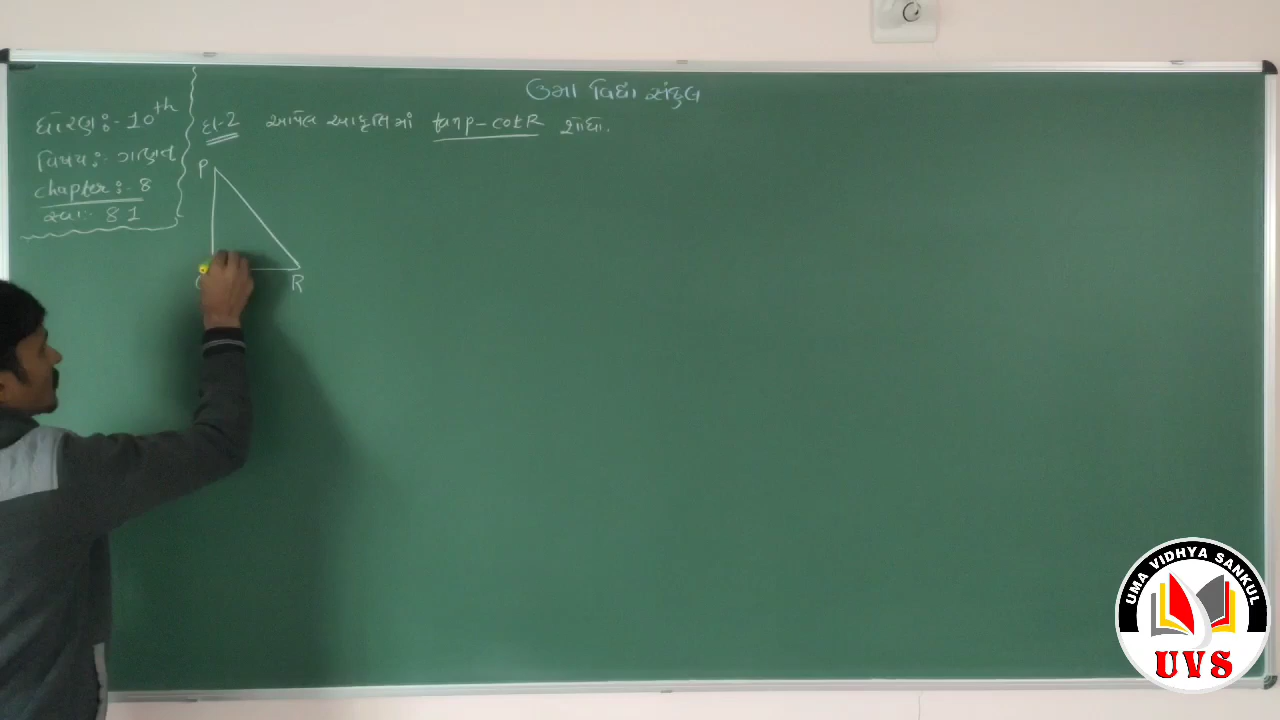 ઉમા વિદ્યા સંકુલ
ધોરણ :- 10th
વિષય :- ગણિત
chapter :- 8
સ્વા :- 8.1
દા-2 આપેલ આકૃતિમાં tanP - cotR શોધો.
P
R
UMA VIDHYA SANKUL
UVS